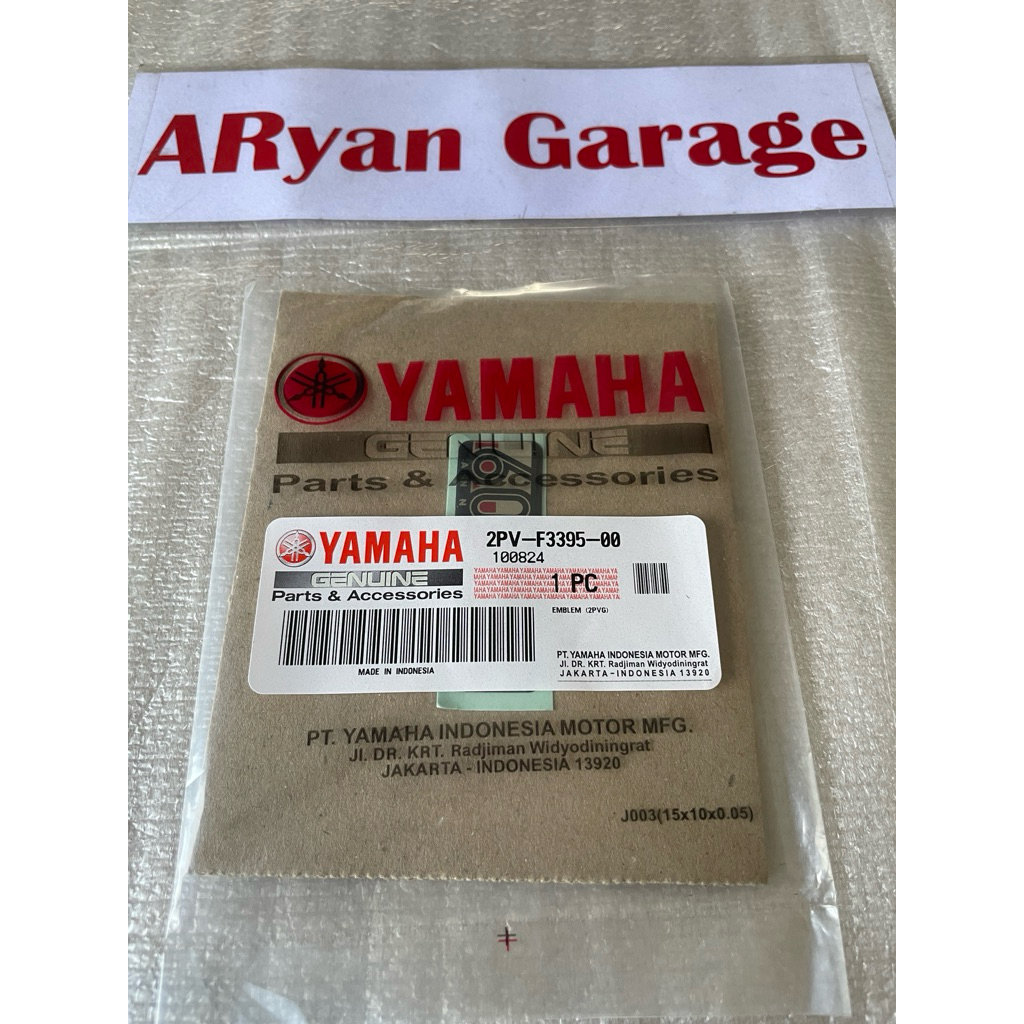 ARyan Garage
YAMAHA
GENUINE
Parts & Accessories
YAMAHA
GENUINE
Parts & Accessories
2PV-F3395-00
100824
1 PC
EMBLEM (2PVG)
MADE IN INDONESIA
PT. YAMAHA INDONESIA MOTOR MFG.
Jl. DR. KRT. Radjiman Widyodiningrat
JAKARTA - INDONESIA 13920
PT. YAMAHA INDONESIA MOTOR MFG.
Jl. DR. KRT. Radjiman Widyodiningrat
JAKARTA - INDONESIA 13920
J003(15x10x0.05)